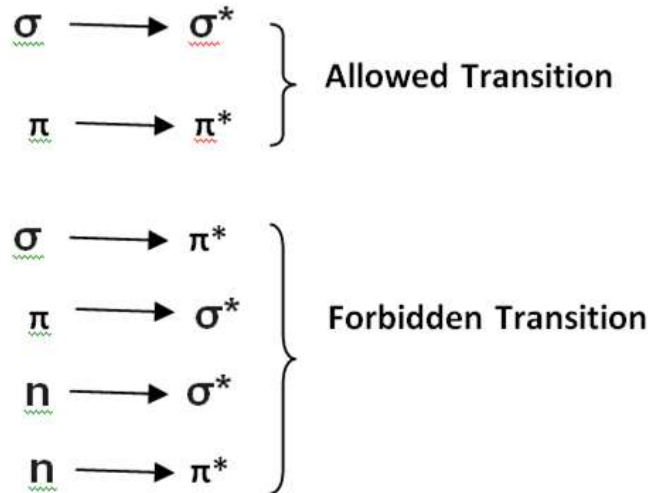 σ → σ*
Allowed Transition
π → π*
σ → π*
π → σ*
Forbidden Transition
n → σ*
n → π*